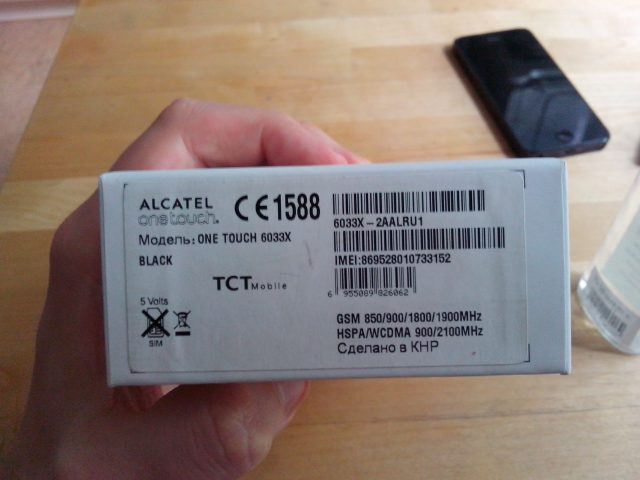 ALCATEL
onetouch.
CE1588
Модель: ONE TOUCH 6033X
BLACK
TCT Mobile
5 Volts
SIM
6033X-2AALRU1
IMEI:869528010733152
6 955089 826062
GSM 850/900/1800/1900MHz
HSPA/WCDMA 900/2100MHz
Сделано в КНР